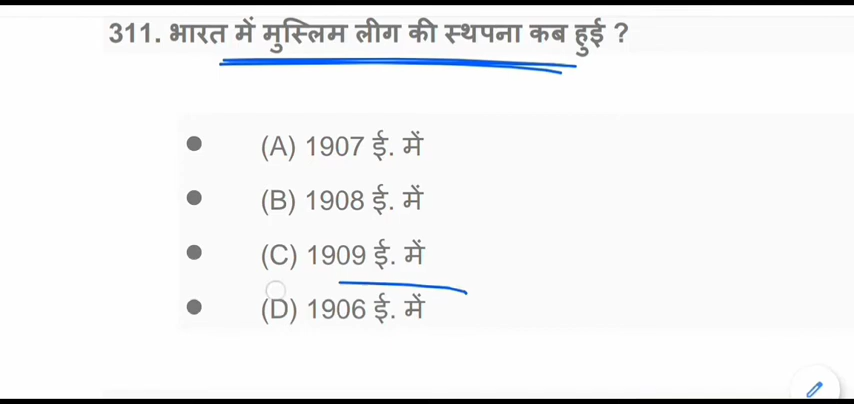 311. भारत में मुस्लिम लीग की स्थपना कब हुई ?
(A) 1907 ई. में
(B) 1908 ई. में
(C) 1909 ई. में
(D) 1906 ई. में